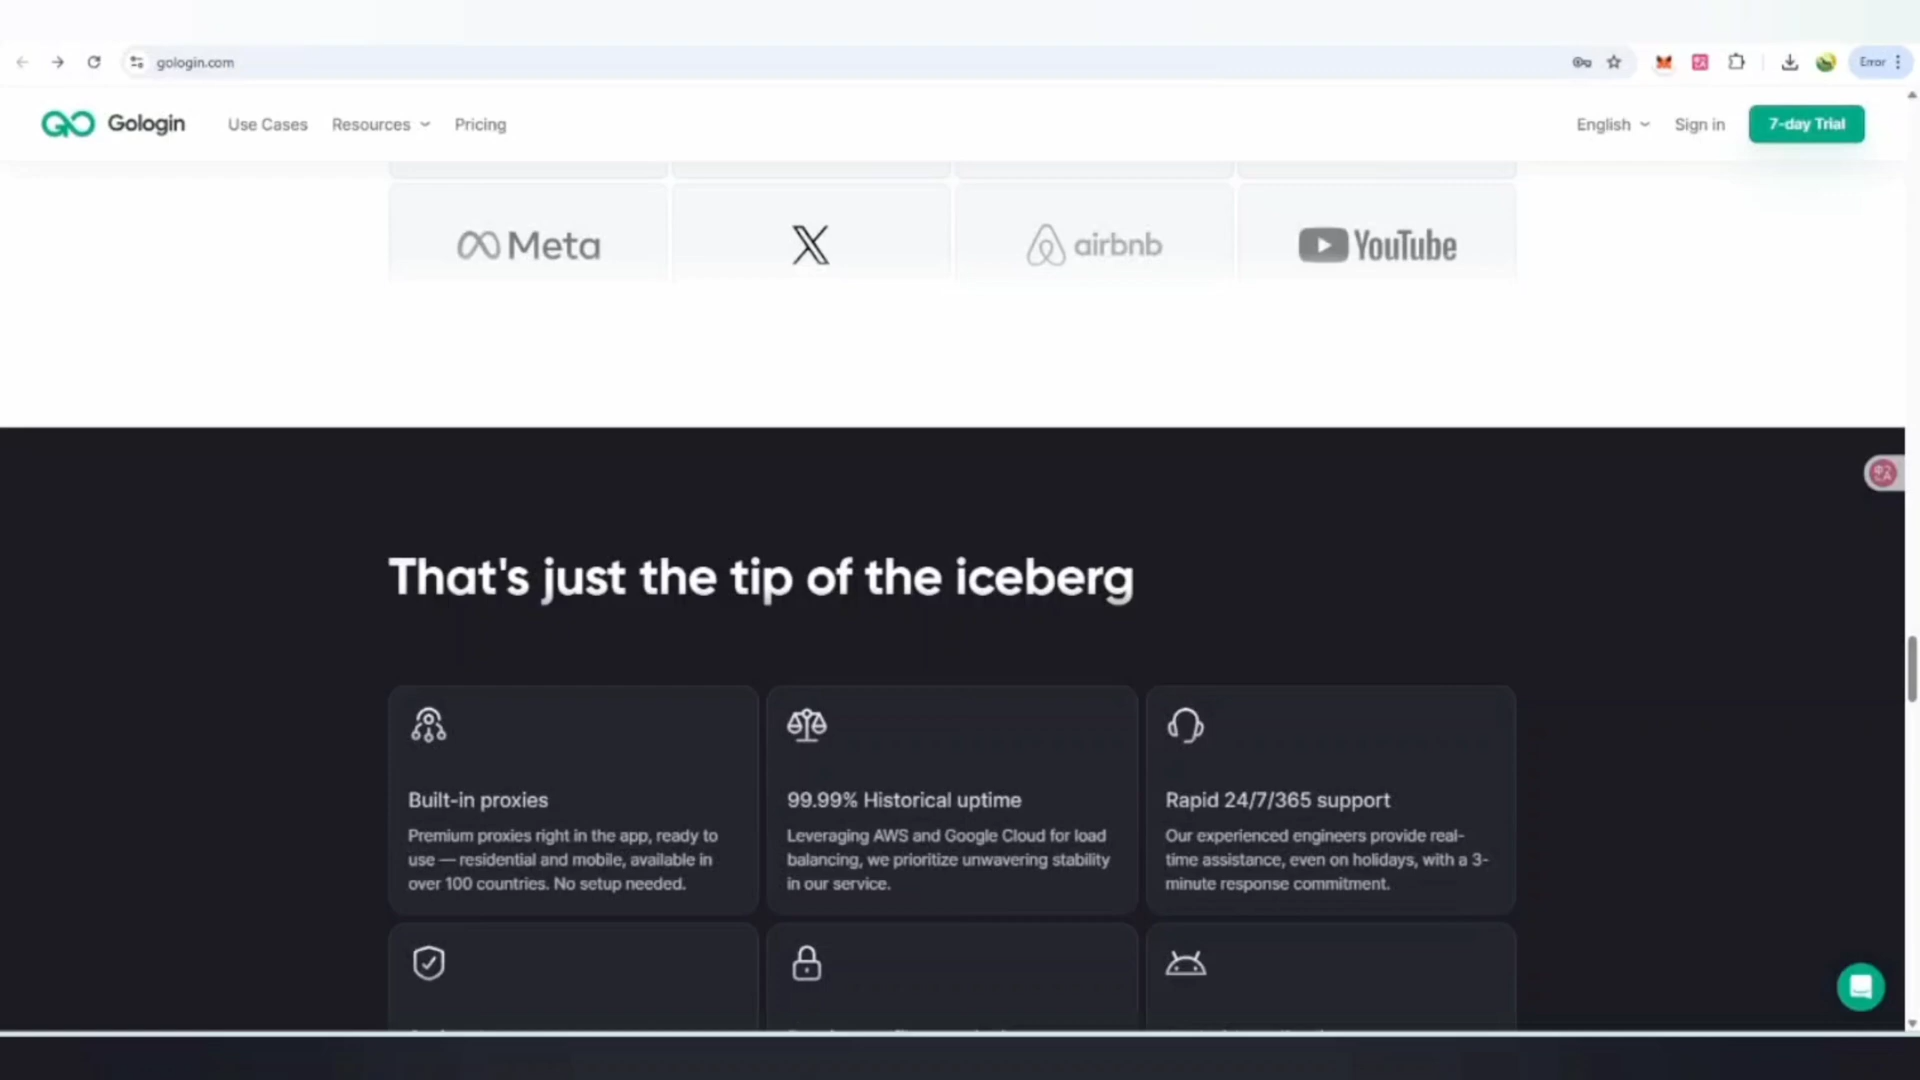 gologin.com
Error
Gologin
Use Cases
Resources
Pricing
English
Sign in
7-day Trial
Meta
X
airbnb
YouTube
That's just the tip of the iceberg
Built-in proxies
Premium proxies right in the app, ready to
use — residential and mobile, available in
over 100 countries. No setup needed.
99.99% Historical uptime
Leveraging AWS and Google Cloud for load
balancing, we prioritize unwavering stability
in our service.
Rapid 24/7/365 support
Our experienced engineers provide real-
time assistance, even on holidays, with a 3-
minute response commitment.